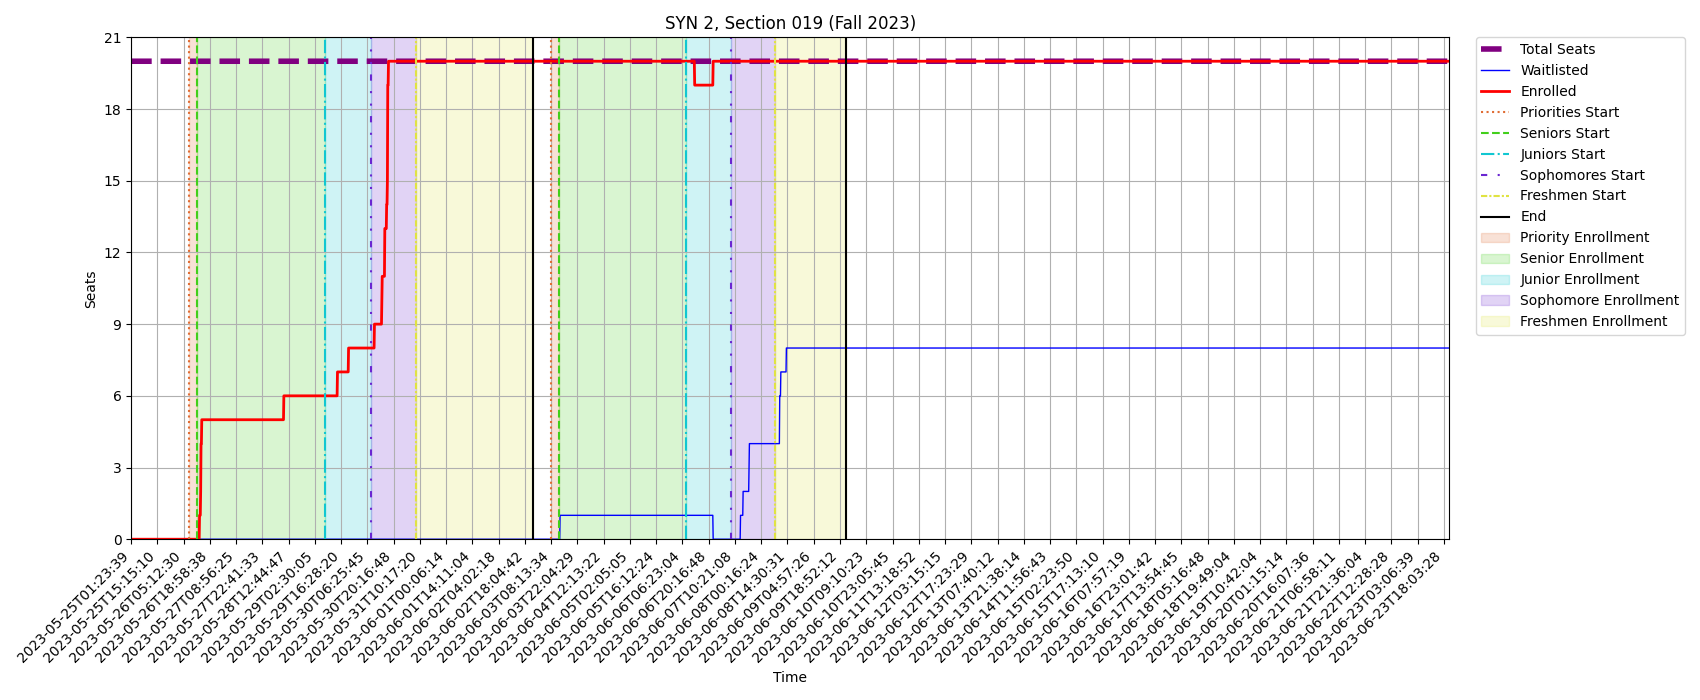 SYN 2, Section 019 (Fall 2023)
21
18
15
12
9
6
3
0
Seats
2023-05-25T01:23:39
2023-05-25T15:15:10
2023-05-26T05:12:30
2023-05-26T18:58:38
2023-05-27T08:56:25
2023-05-27T22:41:33
2023-05-28T12:44:47
2023-05-29T02:30:05
2023-05-29T16:28:20
2023-05-30T06:25:45
2023-05-30T20:16:48
2023-05-31T10:17:20
2023-06-01T00:06:14
2023-06-01T14:11:04
2023-06-02T04:02:18
2023-06-02T18:04:42
2023-06-03T08:13:34
2023-06-03T22:04:29
2023-06-04T12:13:22
2023-06-05T02:05:05
2023-06-05T16:12:24
2023-06-06T06:23:04
2023-06-06T20:16:48
2023-06-07T10:21:08
2023-06-08T00:16:24
2023-06-08T14:30:31
2023-06-09T04:57:26
2023-06-09T18:52:12
2023-06-10T09:10:23
2023-06-10T23:05:45
2023-06-11T13:18:52
2023-06-12T03:15:15
2023-06-12T17:23:29
2023-06-13T07:40:12
2023-06-13T21:38:14
2023-06-14T11:56:43
2023-06-15T02:23:50
2023-06-15T17:13:10
2023-06-16T07:57:19
2023-06-16T23:01:42
2023-06-17T13:54:45
2023-06-18T05:16:48
2023-06-18T19:49:04
2023-06-19T10:42:04
2023-06-20T01:15:14
2023-06-20T16:07:36
2023-06-21T06:58:11
2023-06-21T21:36:04
2023-06-22T12:28:28
2023-06-23T03:06:39
2023-06-23T18:03:28
Time
Total Seats
Waitlisted
Enrolled
Priorities Start
Seniors Start
Juniors Start
Sophomores Start
Freshmen Start
End
Priority Enrollment
Senior Enrollment
Junior Enrollment
Sophomore Enrollment
Freshmen Enrollment